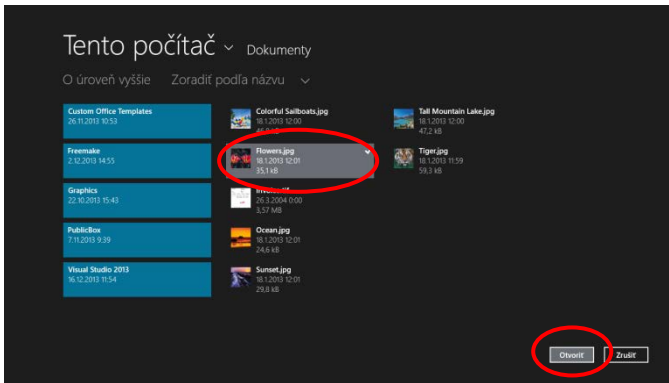 Tento počítač Dokumenty
O úroveň vyššie Zoradiť podľa názvu
Custom Office Templates
26.11.2013 10:53
Freemake
2.12.2013 14:55
Graphics
22.10.2013 15:43
PublicBox
7.11.2013 9:39
Visual Studio 2013
16.12.2013 11:54
Colorful Sailboats.jpg
18.1.2013 12:00
Flowers.jpg
18.1.2013 12:01
35,1 kB
26.3.2004 0:00
3,57 MB
Ocean.jpg
18.1.2013 12:01
24,6 kB
Sunset.jpg
18.1.2013 12:01
29,8 kB
Tall Mountain Lake.jpg
18.1.2013 12:00
47,2 kB
Tiger.jpg
18.1.2013 11:59
59,3 kB
Otvoriť Zrušiť